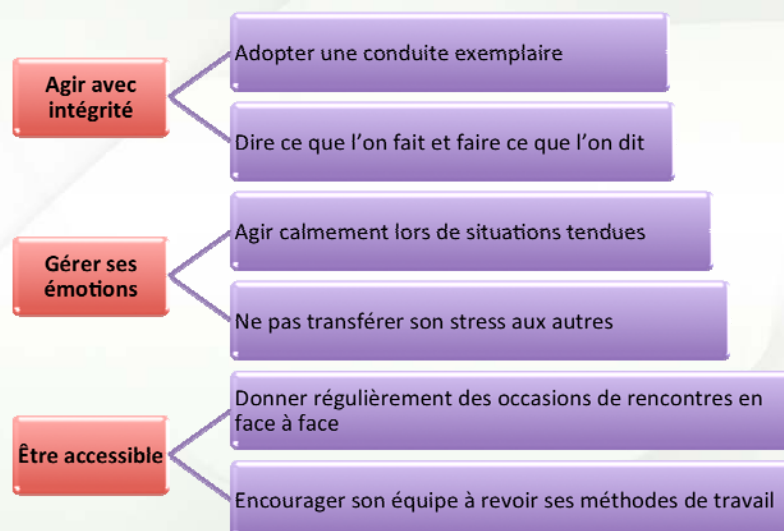 Agir avec
intégrité
Adopter une conduite exemplaire
Dire ce que l'on fait et faire ce que l'on dit
Gérer ses
émotions
Agir calmement lors de situations tendues
Ne pas transférer son stress aux autres
Être accessible
Donner régulièrement des occasions de rencontres en
face à face
Encourager son équipe à revoir ses méthodes de travail